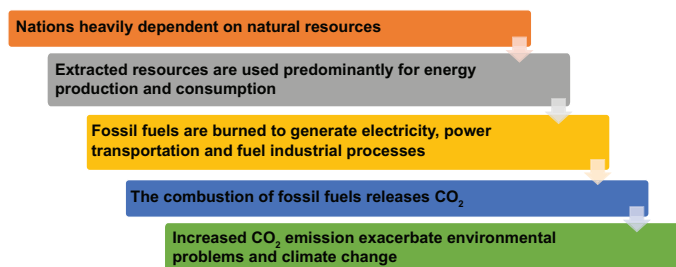 Nations heavily dependent on natural resources
Extracted resources are used predominantly for energy
production and consumption
Fossil fuels are burned to generate electricity, power
transportation and fuel industrial processes
The combustion of fossil fuels releases CO₂
Increased CO₂ emission exacerbate environmental
problems and climate change